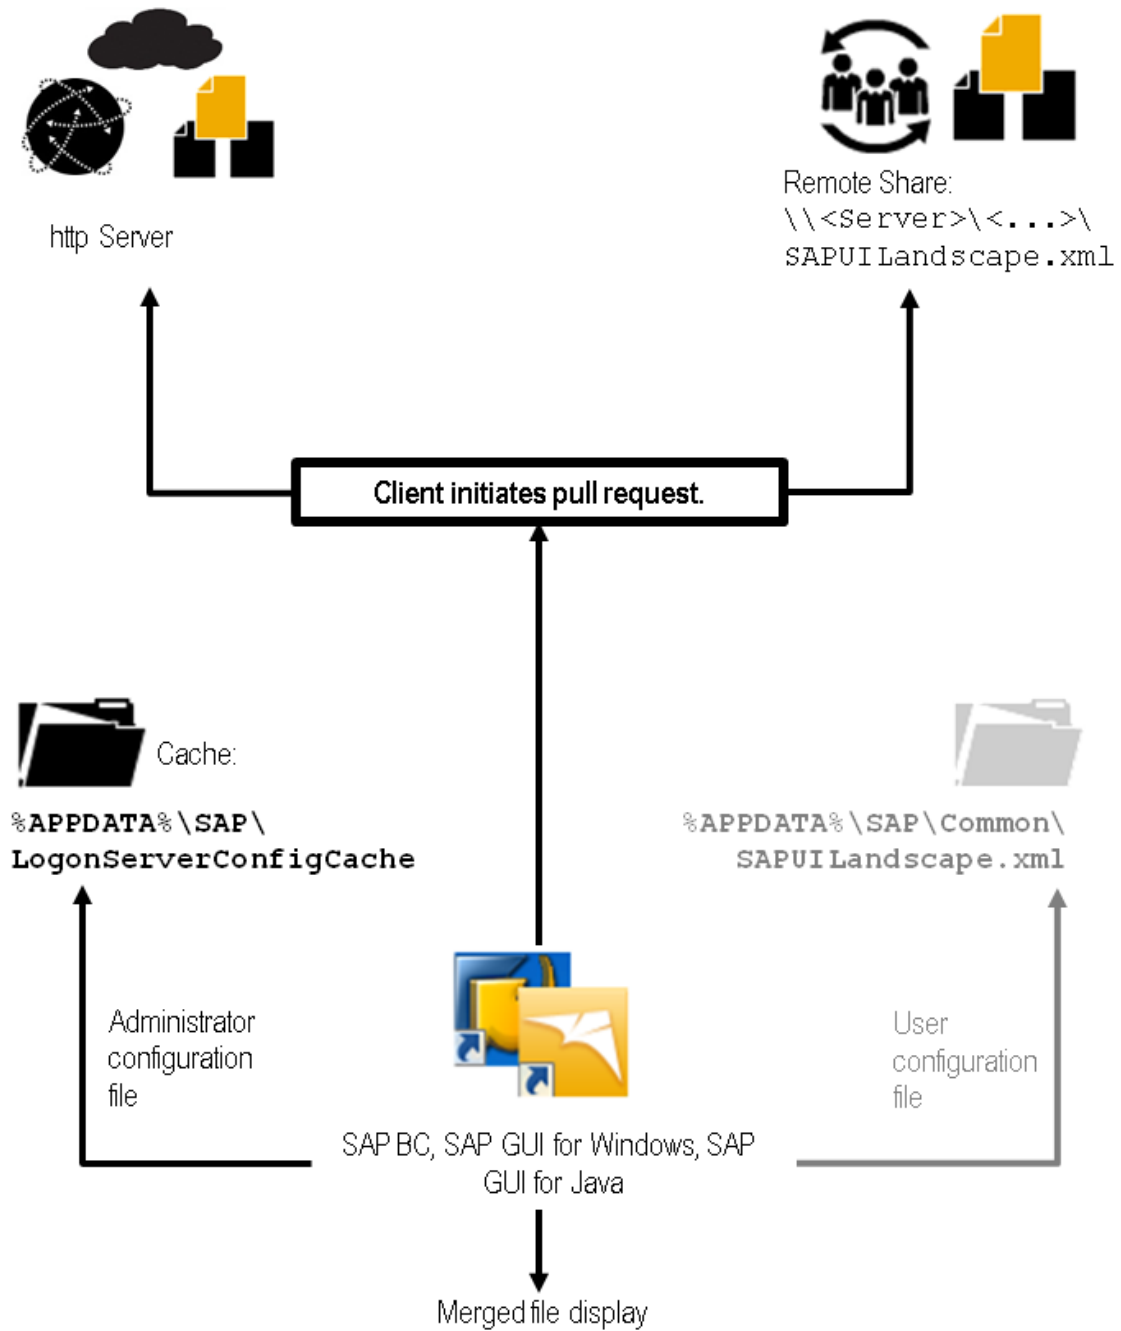 http Server
Remote Share:
\\<Server>\<...>\
SAPUILandscape.xml
Client initiates pull request.
Cache:
%APPDATA%\SAP\
LogonServerConfigCache
%APPDATA%\SAP\Common\
SAPUILandscape.xml
Administrator
configuration
file
User
configuration
file
SAP BC, SAP GUI for Windows, SAP
GUI for Java
Merged file display